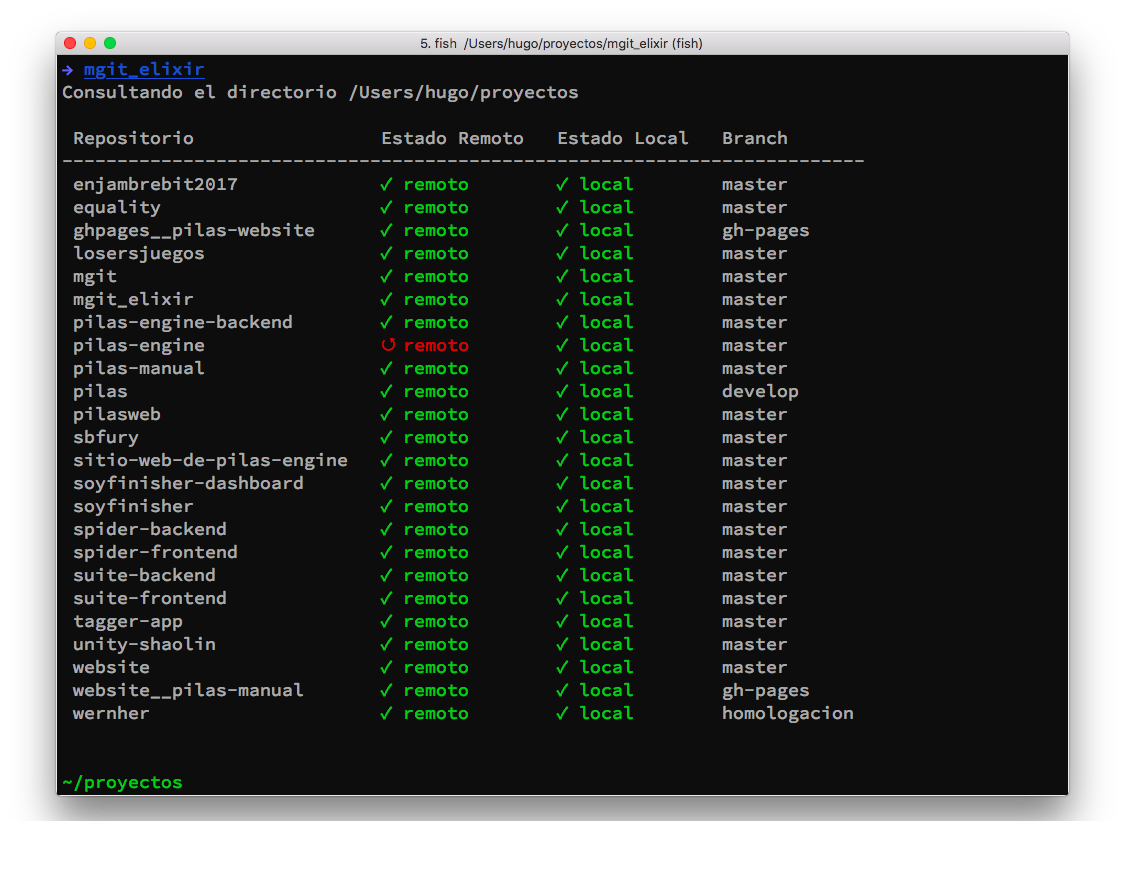 5. fish  /Users/hugo/proyectos/mgit_elixir (fish)
➜ mgit_elixir
Consultando el directorio /Users/hugo/proyectos
Repositorio Estado Remoto Estado Local Branch
-------------------------------------------------------------------------
enjambrebit2017 ✓ remoto ✓ local master
equality ✓ remoto ✓ local master
ghpages__pilas-website ✓ remoto ✓ local gh-pages
losersjuegos ✓ remoto ✓ local master
mgit ✓ remoto ✓ local master
mgit_elixir ✓ remoto ✓ local master
pilas-engine-backend ✓ remoto ✓ local master
pilas-engine ↺ remoto ✓ local master
pilas-manual ✓ remoto ✓ local master
pilas ✓ remoto ✓ local develop
pilasweb ✓ remoto ✓ local master
sbfury ✓ remoto ✓ local master
sitio-web-de-pilas-engine ✓ remoto ✓ local master
soyfinisher-dashboard ✓ remoto ✓ local master
soyfinisher ✓ remoto ✓ local master
spider-backend ✓ remoto ✓ local master
spider-frontend ✓ remoto ✓ local master
suite-backend ✓ remoto ✓ local master
suite-frontend ✓ remoto ✓ local master
tagger-app ✓ remoto ✓ local master
unity-shaolin ✓ remoto ✓ local master
website ✓ remoto ✓ local master
website__pilas-manual ✓ remoto ✓ local gh-pages
wernher ✓ remoto ✓ local homologacion
~/proyectos